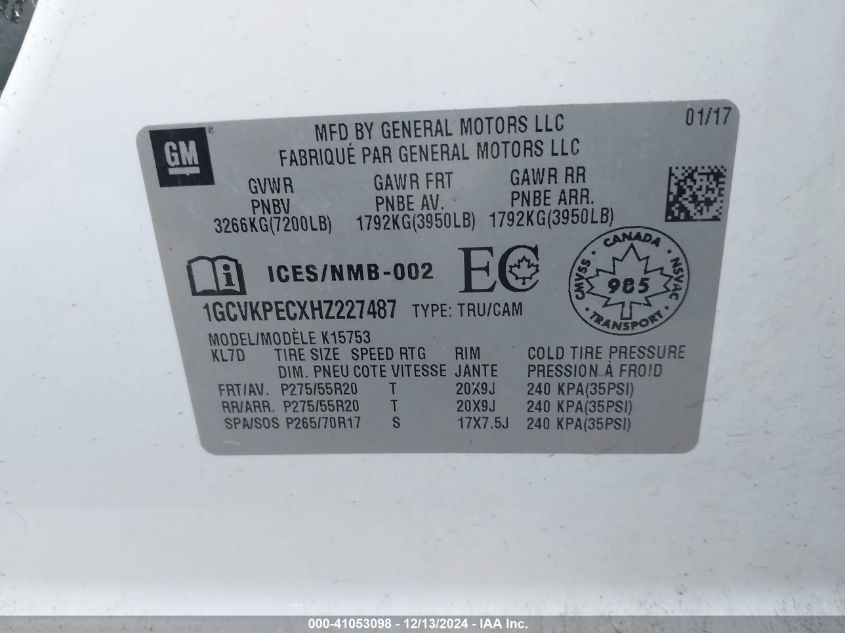 GM
MFD BY GENERAL MOTORS LLC
01/17
FABRIQUÉ PAR GENERAL MOTORS LLC
GVWR GAWR FRT GAWR RR
PNBV PNBE AV. PNBE ARR.
3266KG(7200LB) 1792KG(3950LB) 1792KG(3950LB)
i ICES/NMB-002 EC
CANADA
CMVSS 985 NSVAC
TRANSPORT
1GCVKPECXHZ227487 TYPE: TRU/CAM
MODEL/MODÈLE K15753
KL7D TIRE SIZE SPEED RTG RIM COLD TIRE PRESSURE
DIM. PNEU COTE VITESSE JANTE PRESSION À FROID
FRT/AV. P275/55R20 T 20X9J 240 KPA(35PSI)
RR/ARR. P275/55R20 T 20X9J 240 KPA(35PSI)
SPA/SOS P265/70R17 S 17X7.5J 240 KPA(35PSI)
000-41053098 - 12/13/2024 - IAA Inc.